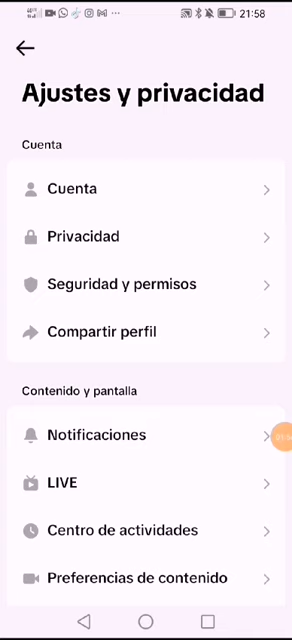 21:58
Ajustes y privacidad
Cuenta
Cuenta
Privacidad
Seguridad y permisos
Compartir perfil
Contenido y pantalla
Notificaciones
LIVE
Centro de actividades
Preferencias de contenido